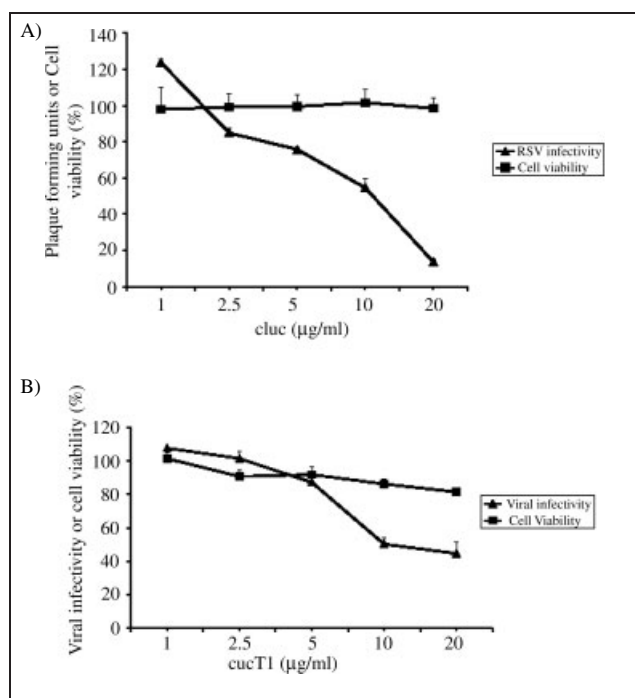 A)
Plaque forming units or Cell
viability (%)
140
120
100
80
60
40
20
0
1 2.5 5 10 20
cluc (µg/ml)
RSV infectivity
Cell viability
B)
Viral infectivity or cell viability (%)
120
100
80
60
40
20
0
1 2.5 5 10 20
cucT1 (µg/ml)
Viral infectivity
Cell Viability